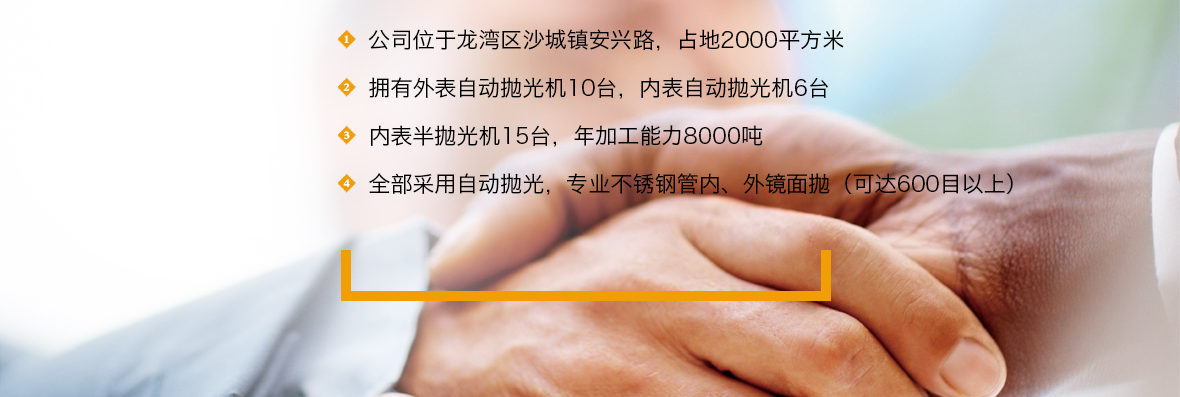 1 公司位于龙湾区沙城镇安兴路，占地2000平方米
2 拥有外表自动抛光机10台，内表自动抛光机6台
3 内表半抛光机15台，年加工能力8000吨
4 全部采用自动抛光，专业不锈钢管内、外镜面抛（可达600目以上）